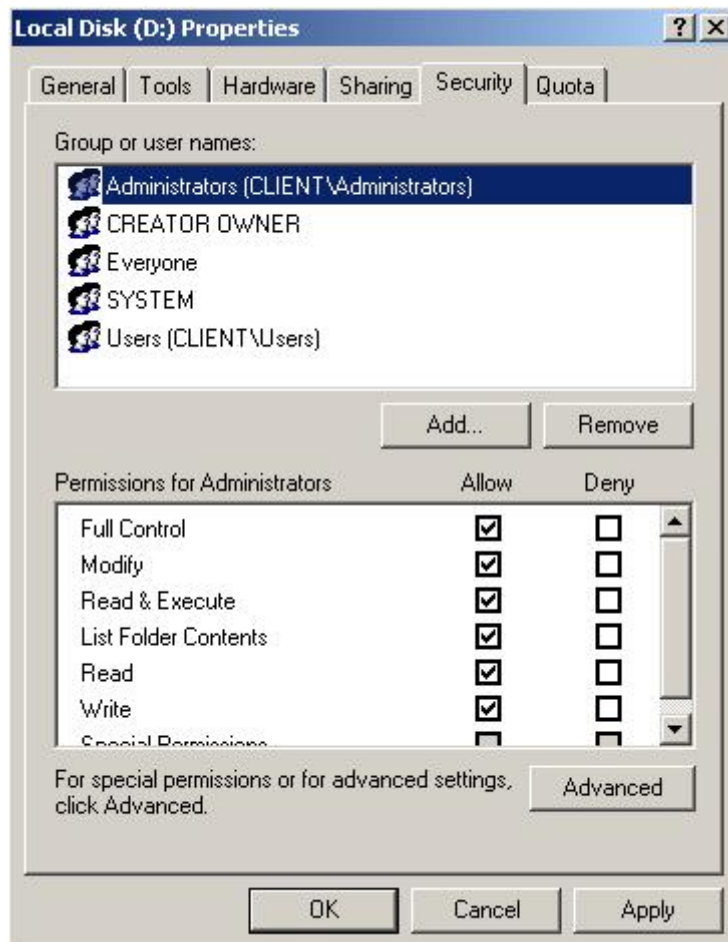 Local Disk (D:) Properties
General Tools Hardware Sharing Security Quota
Group or user names:
Administrators (CLIENT\Administrators)
CREATOR OWNER
Everyone
SYSTEM
Users (CLIENT\Users)
Add... Remove
Permissions for Administrators Allow Deny
Full Control
Modify
Read & Execute
List Folder Contents
Read
Write
Special Permissions
For special permissions or for advanced settings,
click Advanced.
Advanced
OK Cancel Apply